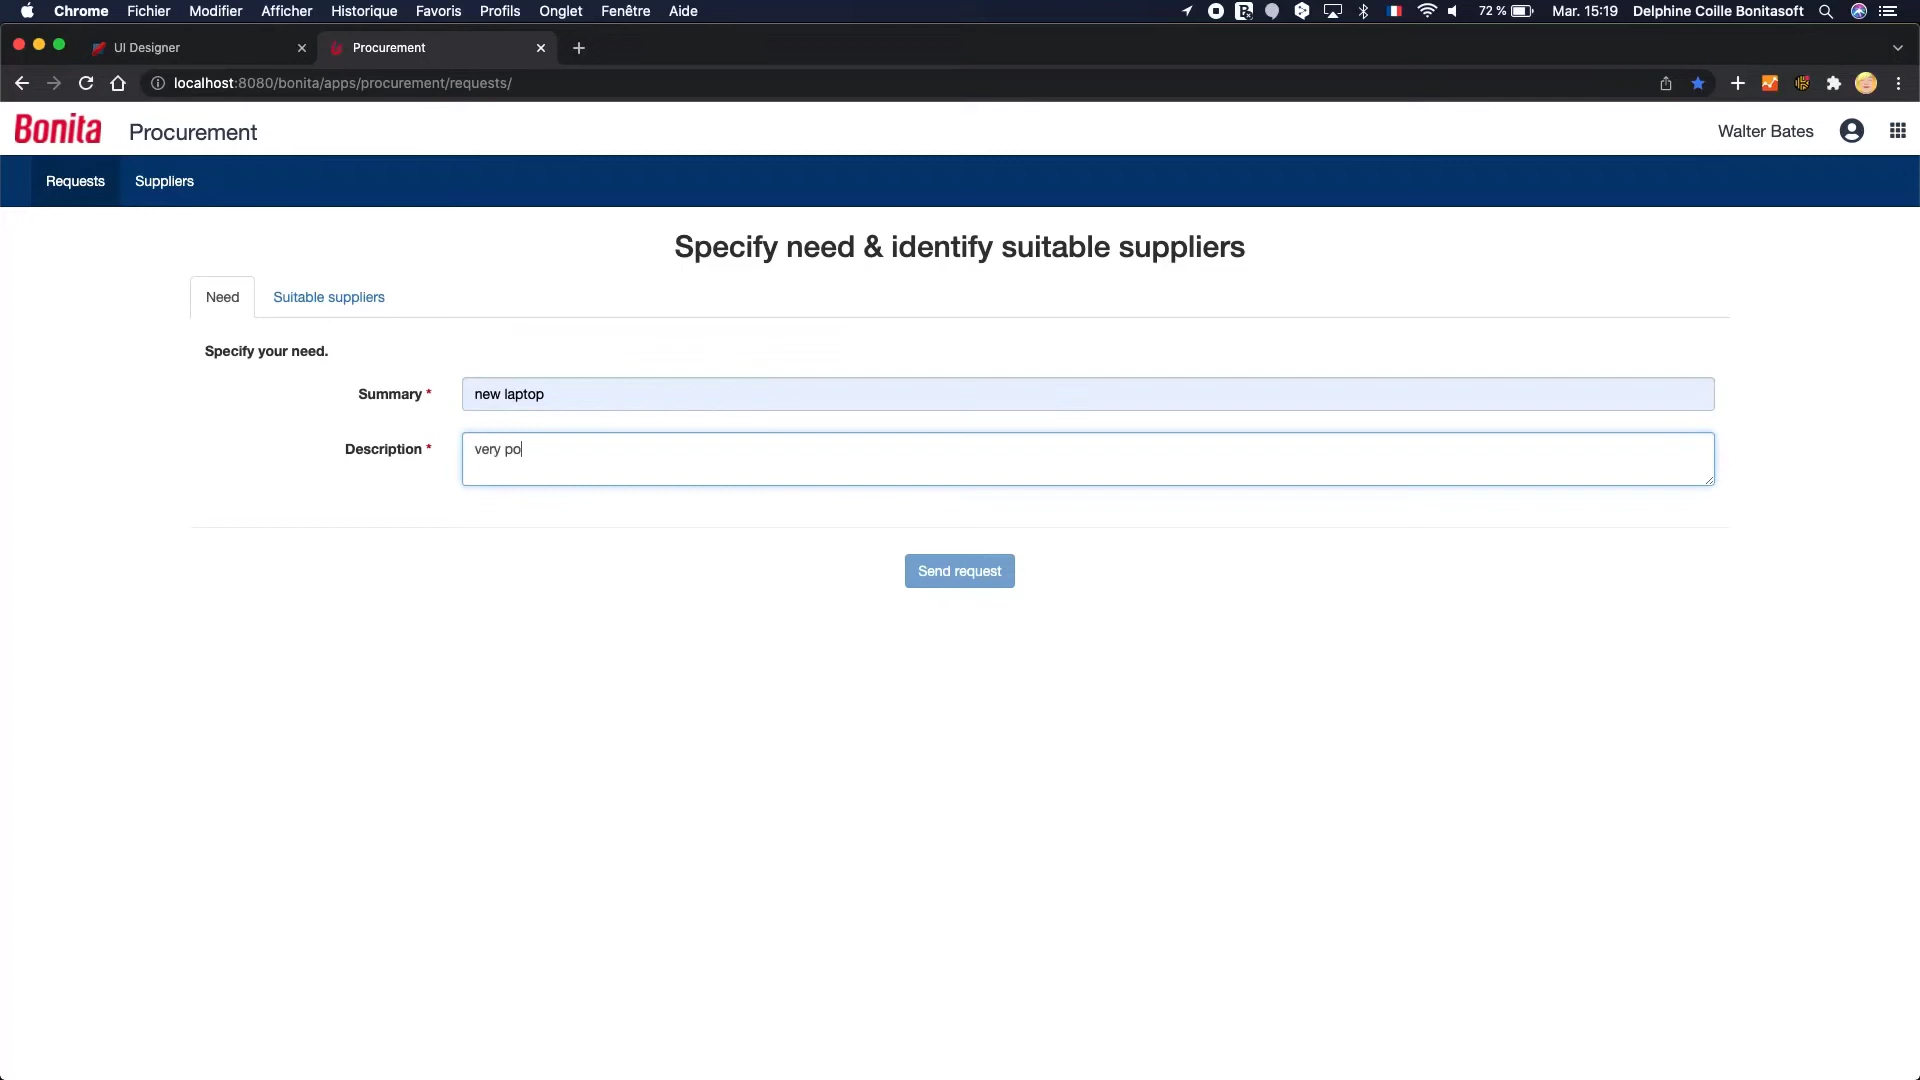 Chrome Fichier Modifier Afficher Historique Favoris Profils Onglet Fenêtre Aide 72 % Mar. 15:19 Delphine Coille Bonitasoft
UI Designer Procurement
localhost:8080/bonita/apps/procurement/requests/
Bonita Procurement Walter Bates
Requests Suppliers
Specify need & identify suitable suppliers
Need Suitable suppliers
Specify your need.
Summary * new laptop
Description * very po
Send request